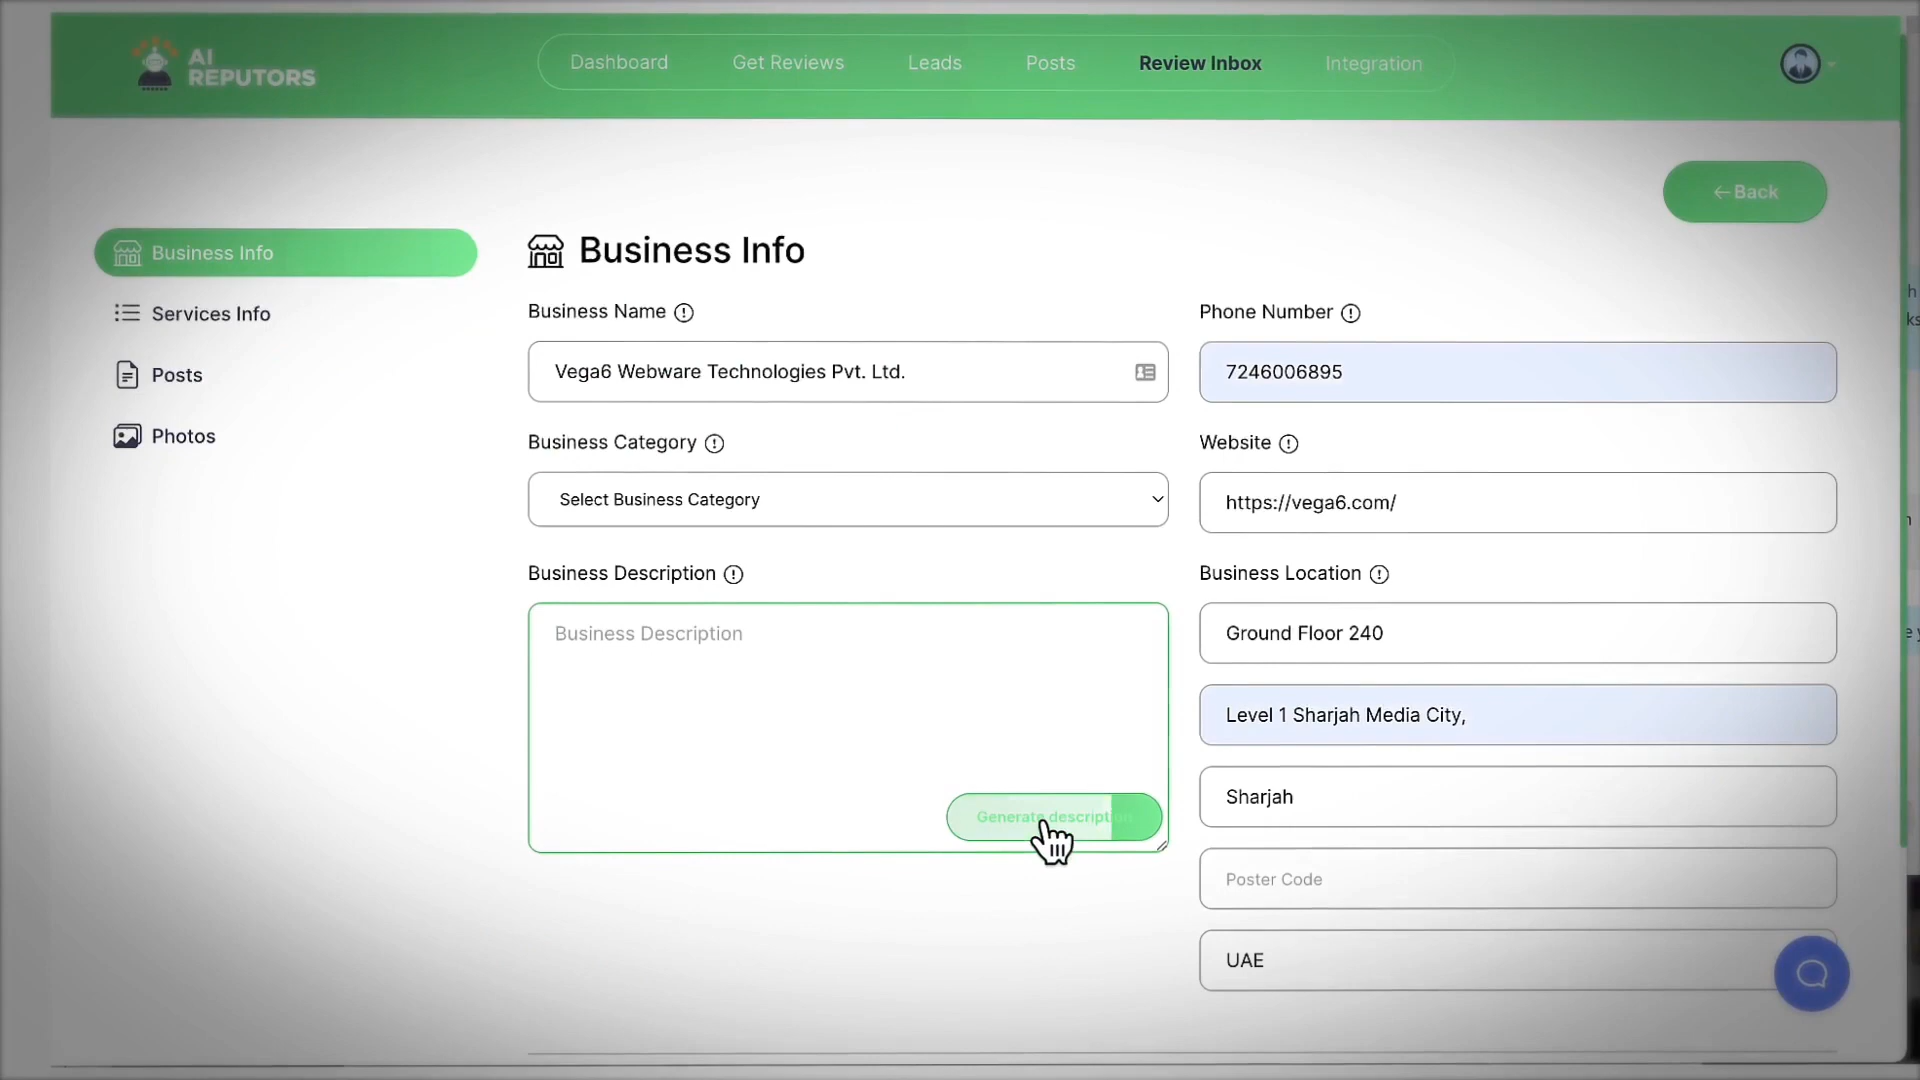 AI
REPUTORS
Dashboard
Get Reviews
Leads
Posts
Review Inbox
Integration
Back
Business Info
Services Info
Posts
Photos
Business Info
Business Name
Vega6 Webware Technologies Pvt. Ltd.
Phone Number
7246006895
Business Category
Select Business Category
Website
https://vega6.com/
Business Description
Business Description
Generate description
Business Location
Ground Floor 240
Level 1 Sharjah Media City,
Sharjah
Poster Code
UAE